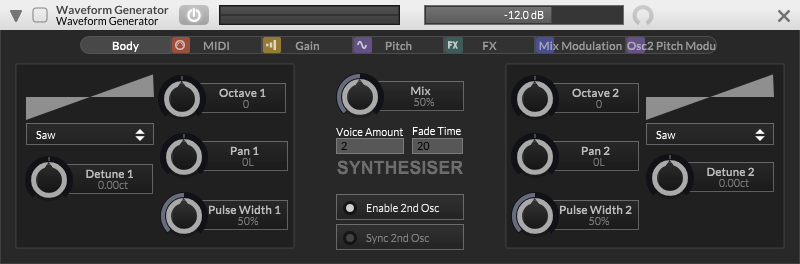 Waveform Generator
Waveform Generator
-12.0 dB
Body
MIDI
Gain
Pitch
FX
FX
Mix Modulation
Osc2 Pitch Modu
Saw
Detune 1
0.00ct
Octave 1
0
Pan 1
0L
Pulse Width 1
50%
Mix
50%
Voice Amount
Fade Time
2
20
SYNTHESISER
Enable 2nd Osc
Sync 2nd Osc
Octave 2
0
Pan 2
0L
Pulse Width 2
50%
Saw
Detune 2
0.00ct